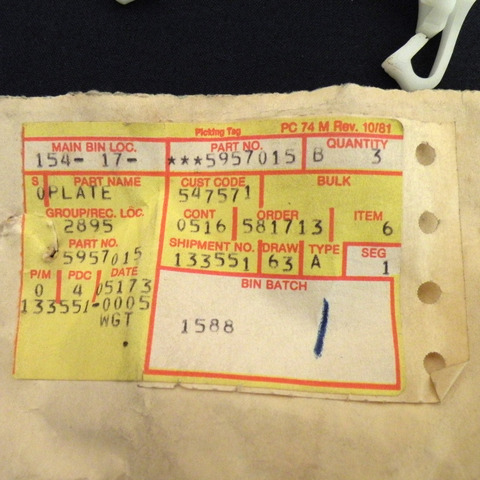 Picking Tag PC 74 M Rev. 10/81
MAIN BIN LOC. PART NO. QUANTITY
154- 17- ***5957015 B 3
S PART NAME CUST CODE BULK
0PLATE 547571
GROUP/REC. LOC. CONT ORDER ITEM
2895 0516 581713 6
PART NO. SHIPMENT NO. DRAW TYPE SEG
5957015 133551 63 A 1
P/M PDC DATE BIN BATCH
0 4 05173
133551-0005 1588
WGT